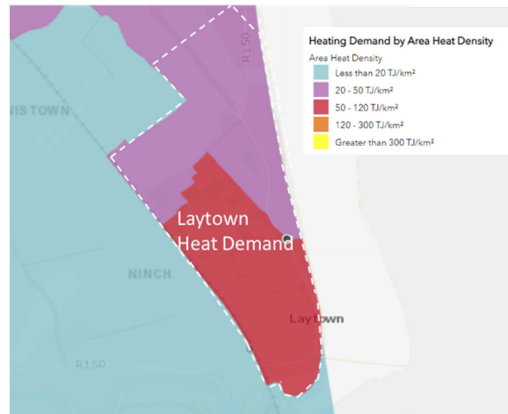 R150
Heating Demand by Area Heat Density
Area Heat Density
Less than 20 TJ/km²
20 - 50 TJ/km²
50 - 120 TJ/km²
120 - 300 TJ/km²
Greater than 300 TJ/km²
NISTOWN
Laytown
Heat Demand
NINCH
Laytown
R150